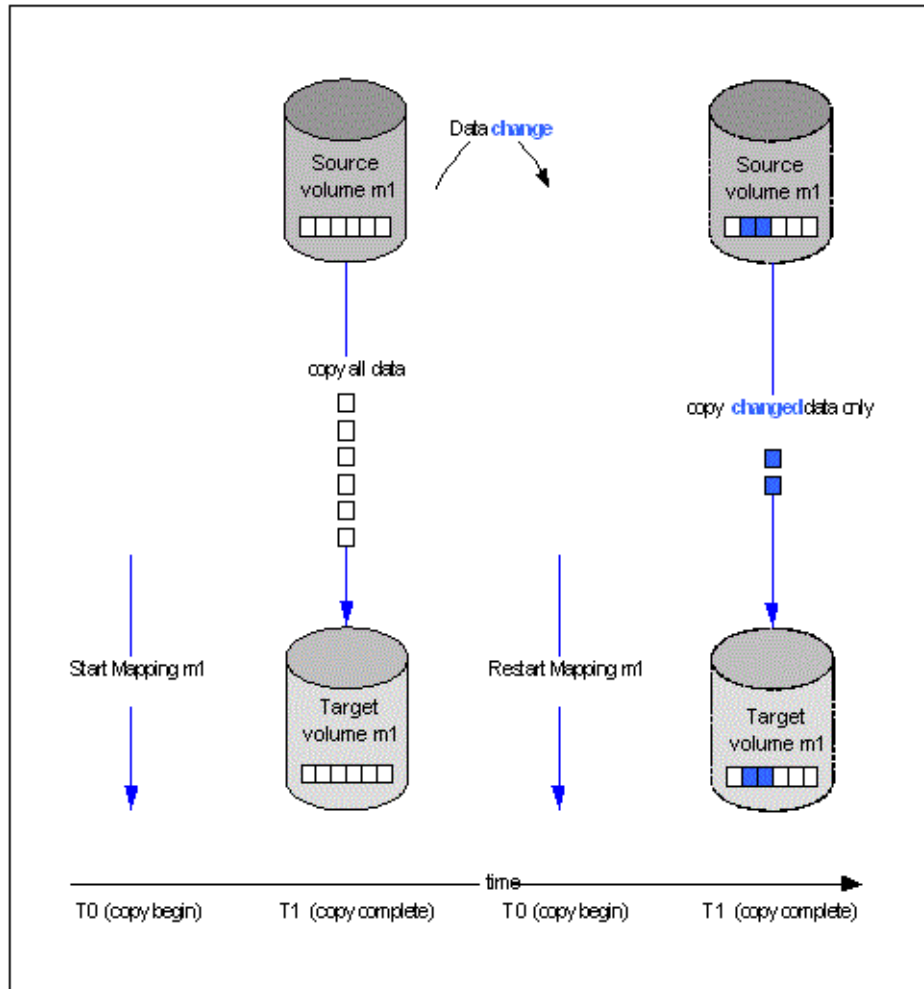 Source
volume m1
Data change
Source
volume m1
copy all data
copy changed data only
Start Mapping m1
Restart Mapping m1
Target
volume m1
Target
volume m1
time
T0 (copy begin)
T1 (copy complete)
T0 (copy begin)
T1 (copy complete)